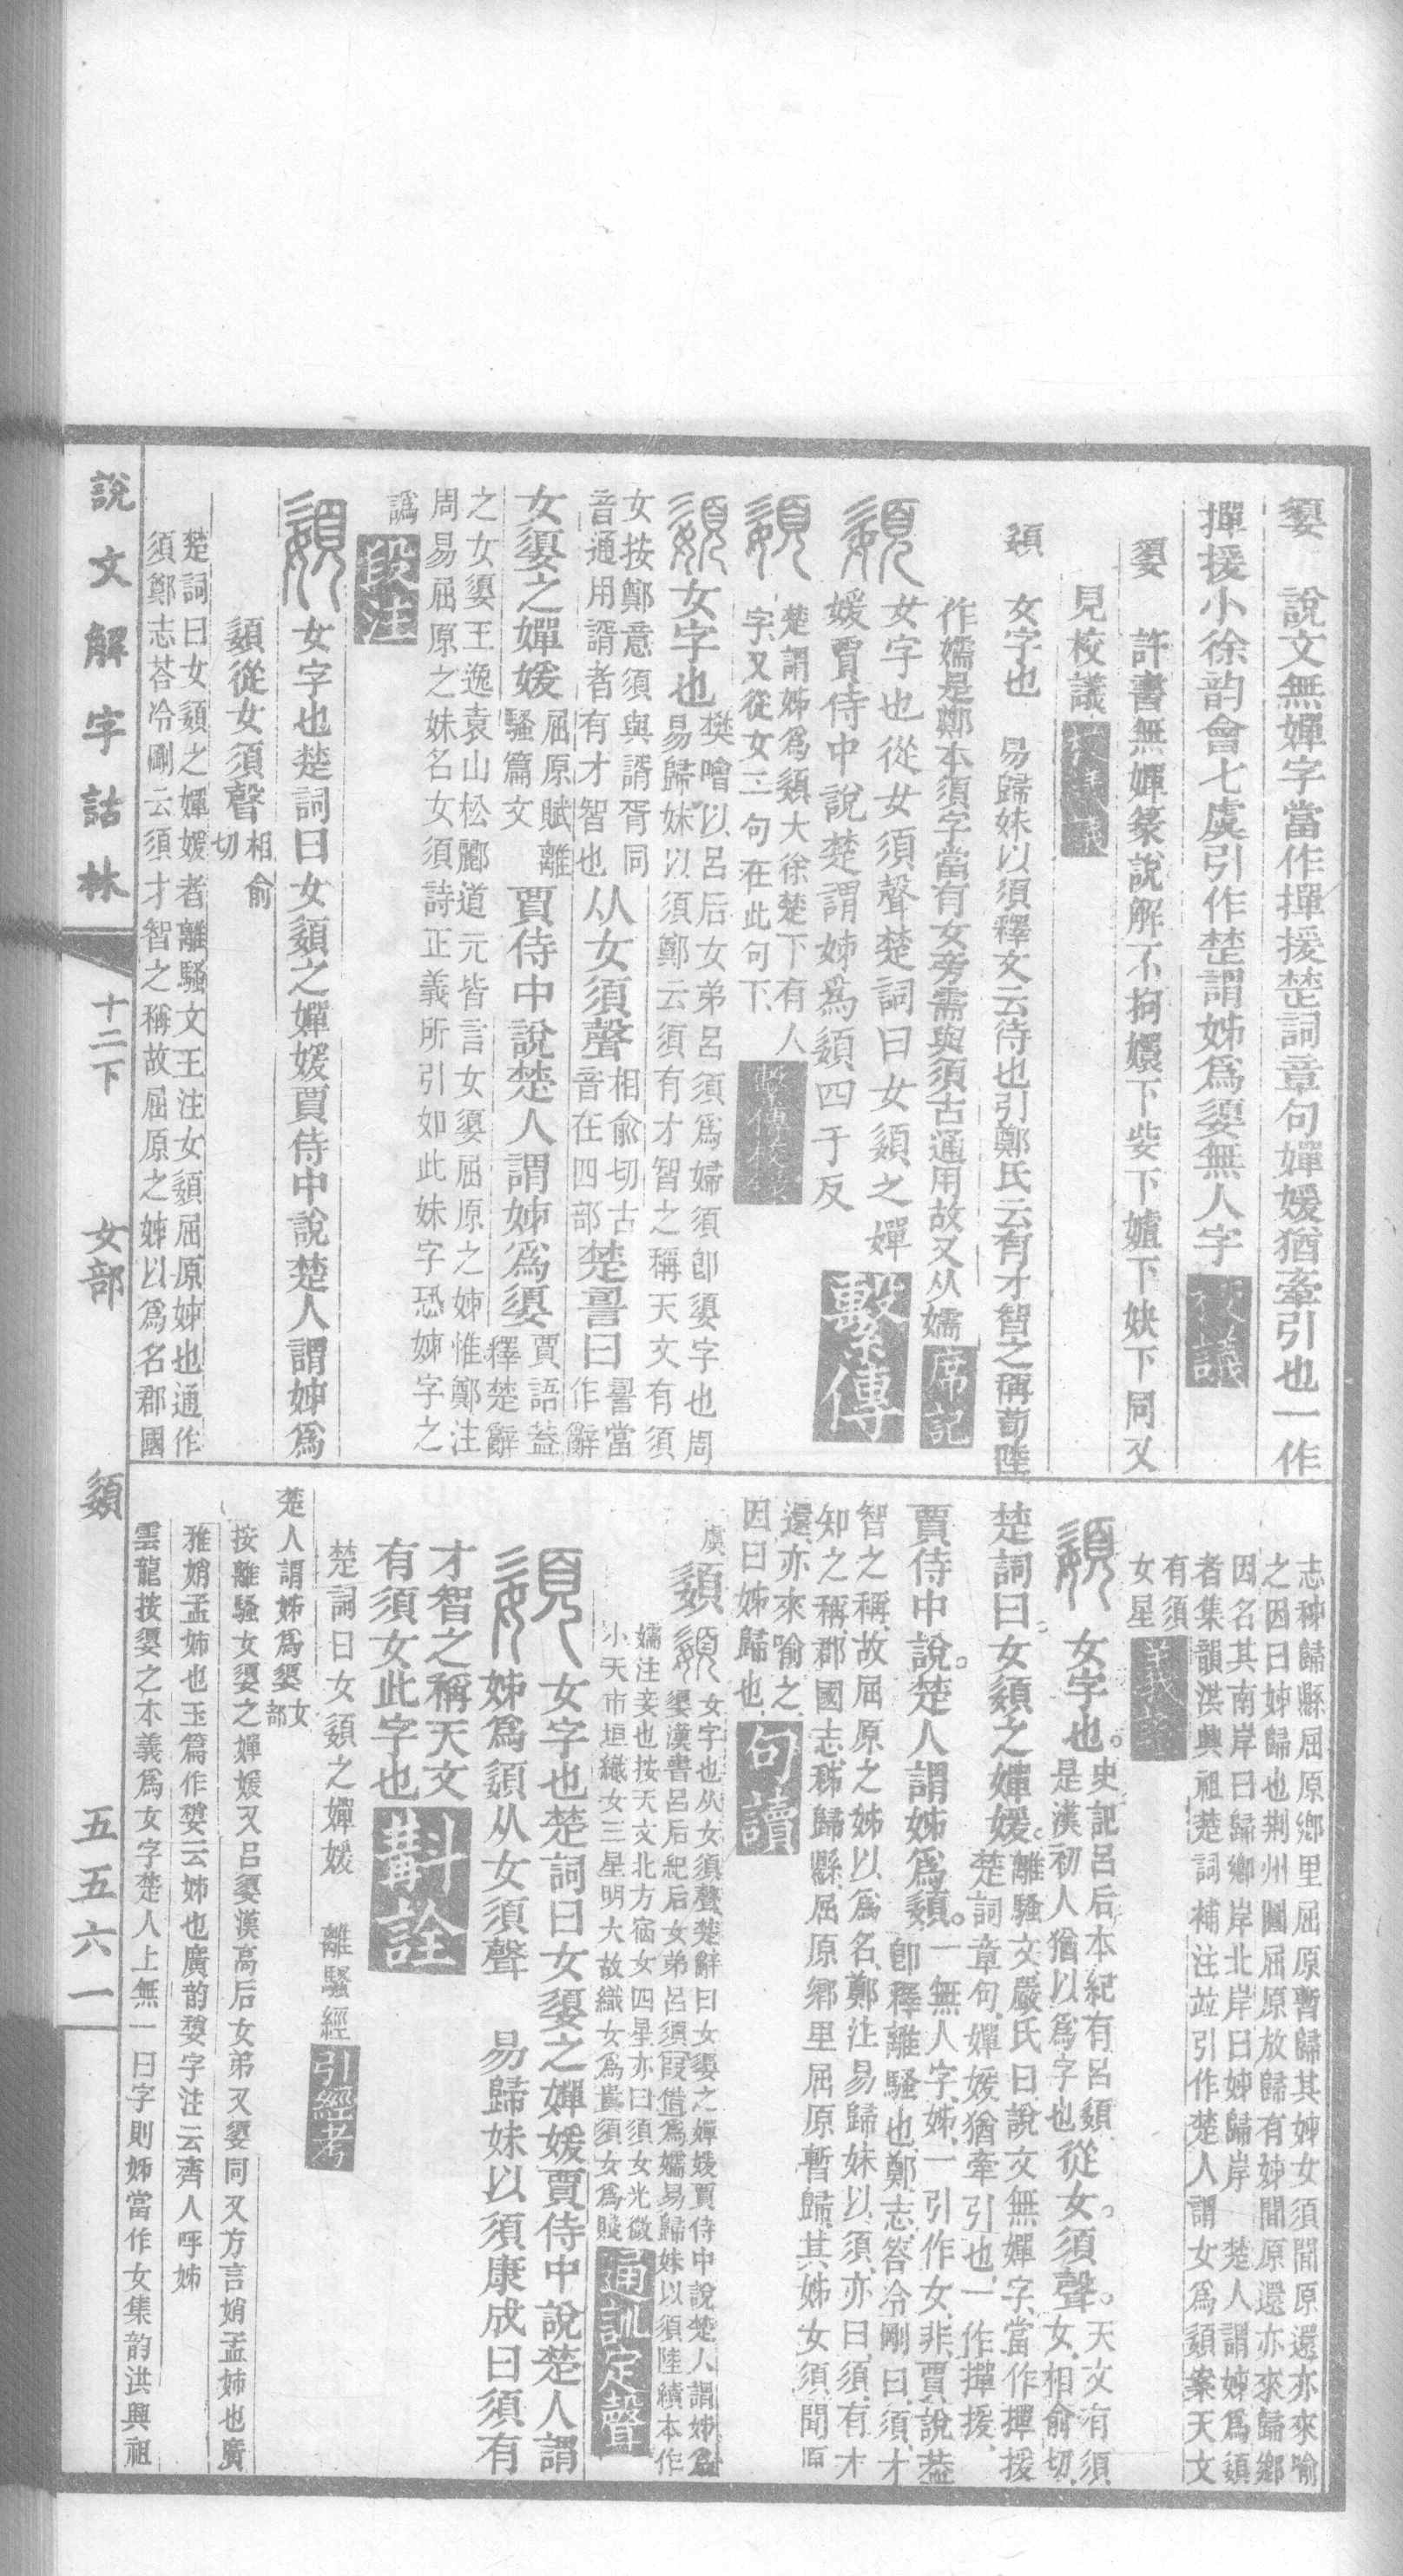 嬃　說文無嬋字當作撣援楚詞章句嬋媛猶牽引也一作
撣援小徐韵會七虞引作楚謂姊爲嬃無人字校議
嬃　許書無嬋篆說解不拘嬛下㛗下嫿下妜下同又
見校議
嬃　女字也　易歸妹以須釋文云待也引鄭氏云有才智之稱荀陸
作嬬是鄭本須字當有女旁需與須古通用故又从嬬席記
女字也從女須聲楚詞曰女嬃之嬋
媛賈侍中說楚謂姊爲嬃四于反　繫傳
楚謂姊爲嬃大徐楚下有人
字又從女二句在此句下
女字也樊噲以呂后女弟呂須爲婦須卽嬃字也周
易歸妹以須鄭云須有才智之稱天文有須
女按鄭意須與諝胥同
音通用諝者有才智也从女須聲相俞切古
音在四部楚詈曰詈當
作辭
女嬃之嬋媛屈原賦離
騷篇文賈侍中說楚人謂姊爲嬃賈語蓋
釋楚辭
之女嬃王逸袁山松酈道元皆言女嬃屈原之姊惟鄭注
周易屈原之妹名女須詩正義所引如此妹字恐姊字之
譌段注
女字也楚詞曰女嬃之嬋媛賈侍中說楚人謂姊爲
嬃從女須聲相俞
切
楚詞曰女嬃之嬋媛者離騷文王注女嬃屈原姊也通作
須鄭志荅冷剛云須才智之稱故屈原之姊以爲名郡國
志秭歸縣屈原鄉里屈原暫歸其姊女須聞原還亦來喻
之因曰姊歸也荆州圖屈原放歸有姊聞原還亦來歸鄉
因名其南岸曰歸鄉岸北岸曰姊歸岸　楚人謂姊爲嬃
者集韻洪興祖楚詞補注竝引作楚人謂女爲嬃案天文
有須
女星義證
女字也。史記呂后本紀有呂嬃
是漢初人猶以爲字也從女。須聲。天文有須
女、相俞切、
楚詞曰。女嬃之嬋媛。離騷文嚴氏曰、說文無嬋字、當作撣援
楚詞章句、嬋媛猶牽引也、一作撣援、
賈侍中說。楚人謂姊爲嬃。一無人字、姊、一引作女、非、賈說葢
卽釋離騷也、鄭志荅冷剛曰、須、才
智之稱、故屈原之姊以爲名、鄭注易歸妹以須、亦曰、須、有才
知之稱、郡國志、秭歸縣、屈原鄉里、屈原暫歸、其姊女須、聞原
還、亦來喻之、
因曰姊歸也、句讀
虞嬃女字也从女須聲楚辭曰女嬃之嬋媛賈侍中說楚人謂姊爲
嬃漢書呂后紀后女弟呂須叚借爲嬬易歸妹以須陸績本作
嬬注妾也按天文北方宿女四星亦曰須女光微
小天市垣織女三星明大故織女爲貴須女爲賤通訓定聲
女字也楚詞曰女嬃之嬋媛賈侍中說楚人謂
姊爲嬃从女須聲　易歸妹以須康成曰須有
才智之稱天文
有須女此字也斠詮
楚詞曰女嬃之嬋媛　離騷經引經考
楚人謂姊爲嬃女
部
按離騷女嬃之嬋媛又呂嬃漢高后女弟又嬃同又方言媦孟姊也廣
雅媦孟姊也玉篇作嬃云姊也廣韵嬃字注云齊人呼姊
雲龍按嬃之本義爲女字楚人上無一曰字則姊當作女集韵洪興祖
說文解字詁林　十二下　女部　嬃　五五六一